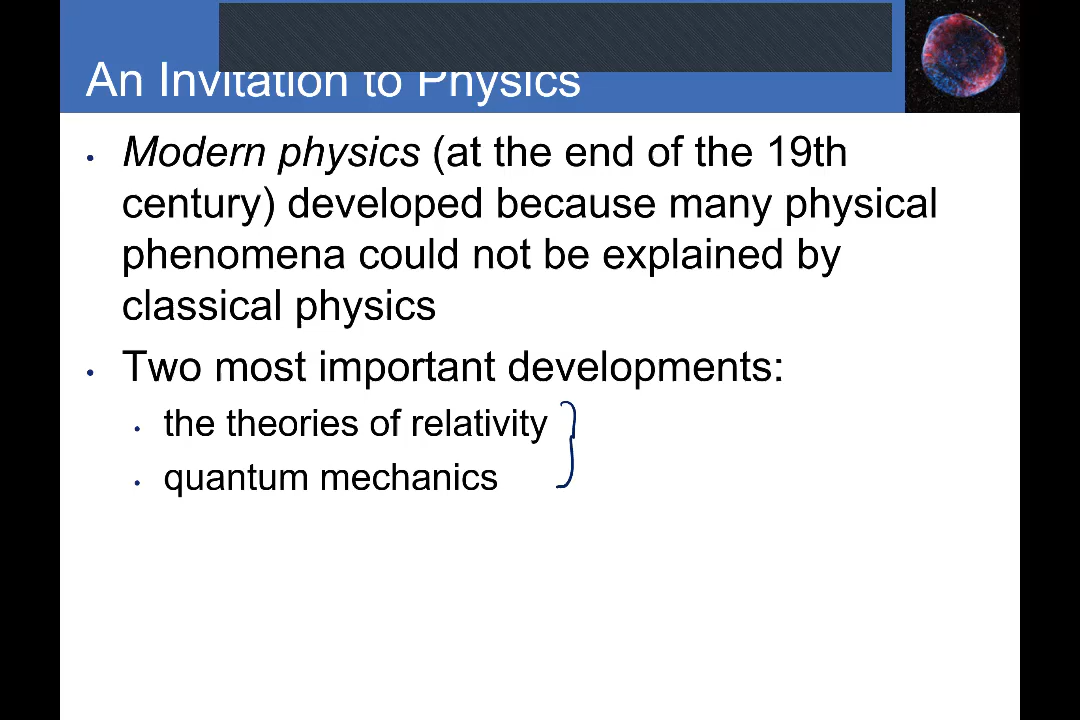 An Invitation to Physics
• Modern physics (at the end of the 19th
century) developed because many physical
phenomena could not be explained by
classical physics
• Two most important developments:
• the theories of relativity
• quantum mechanics